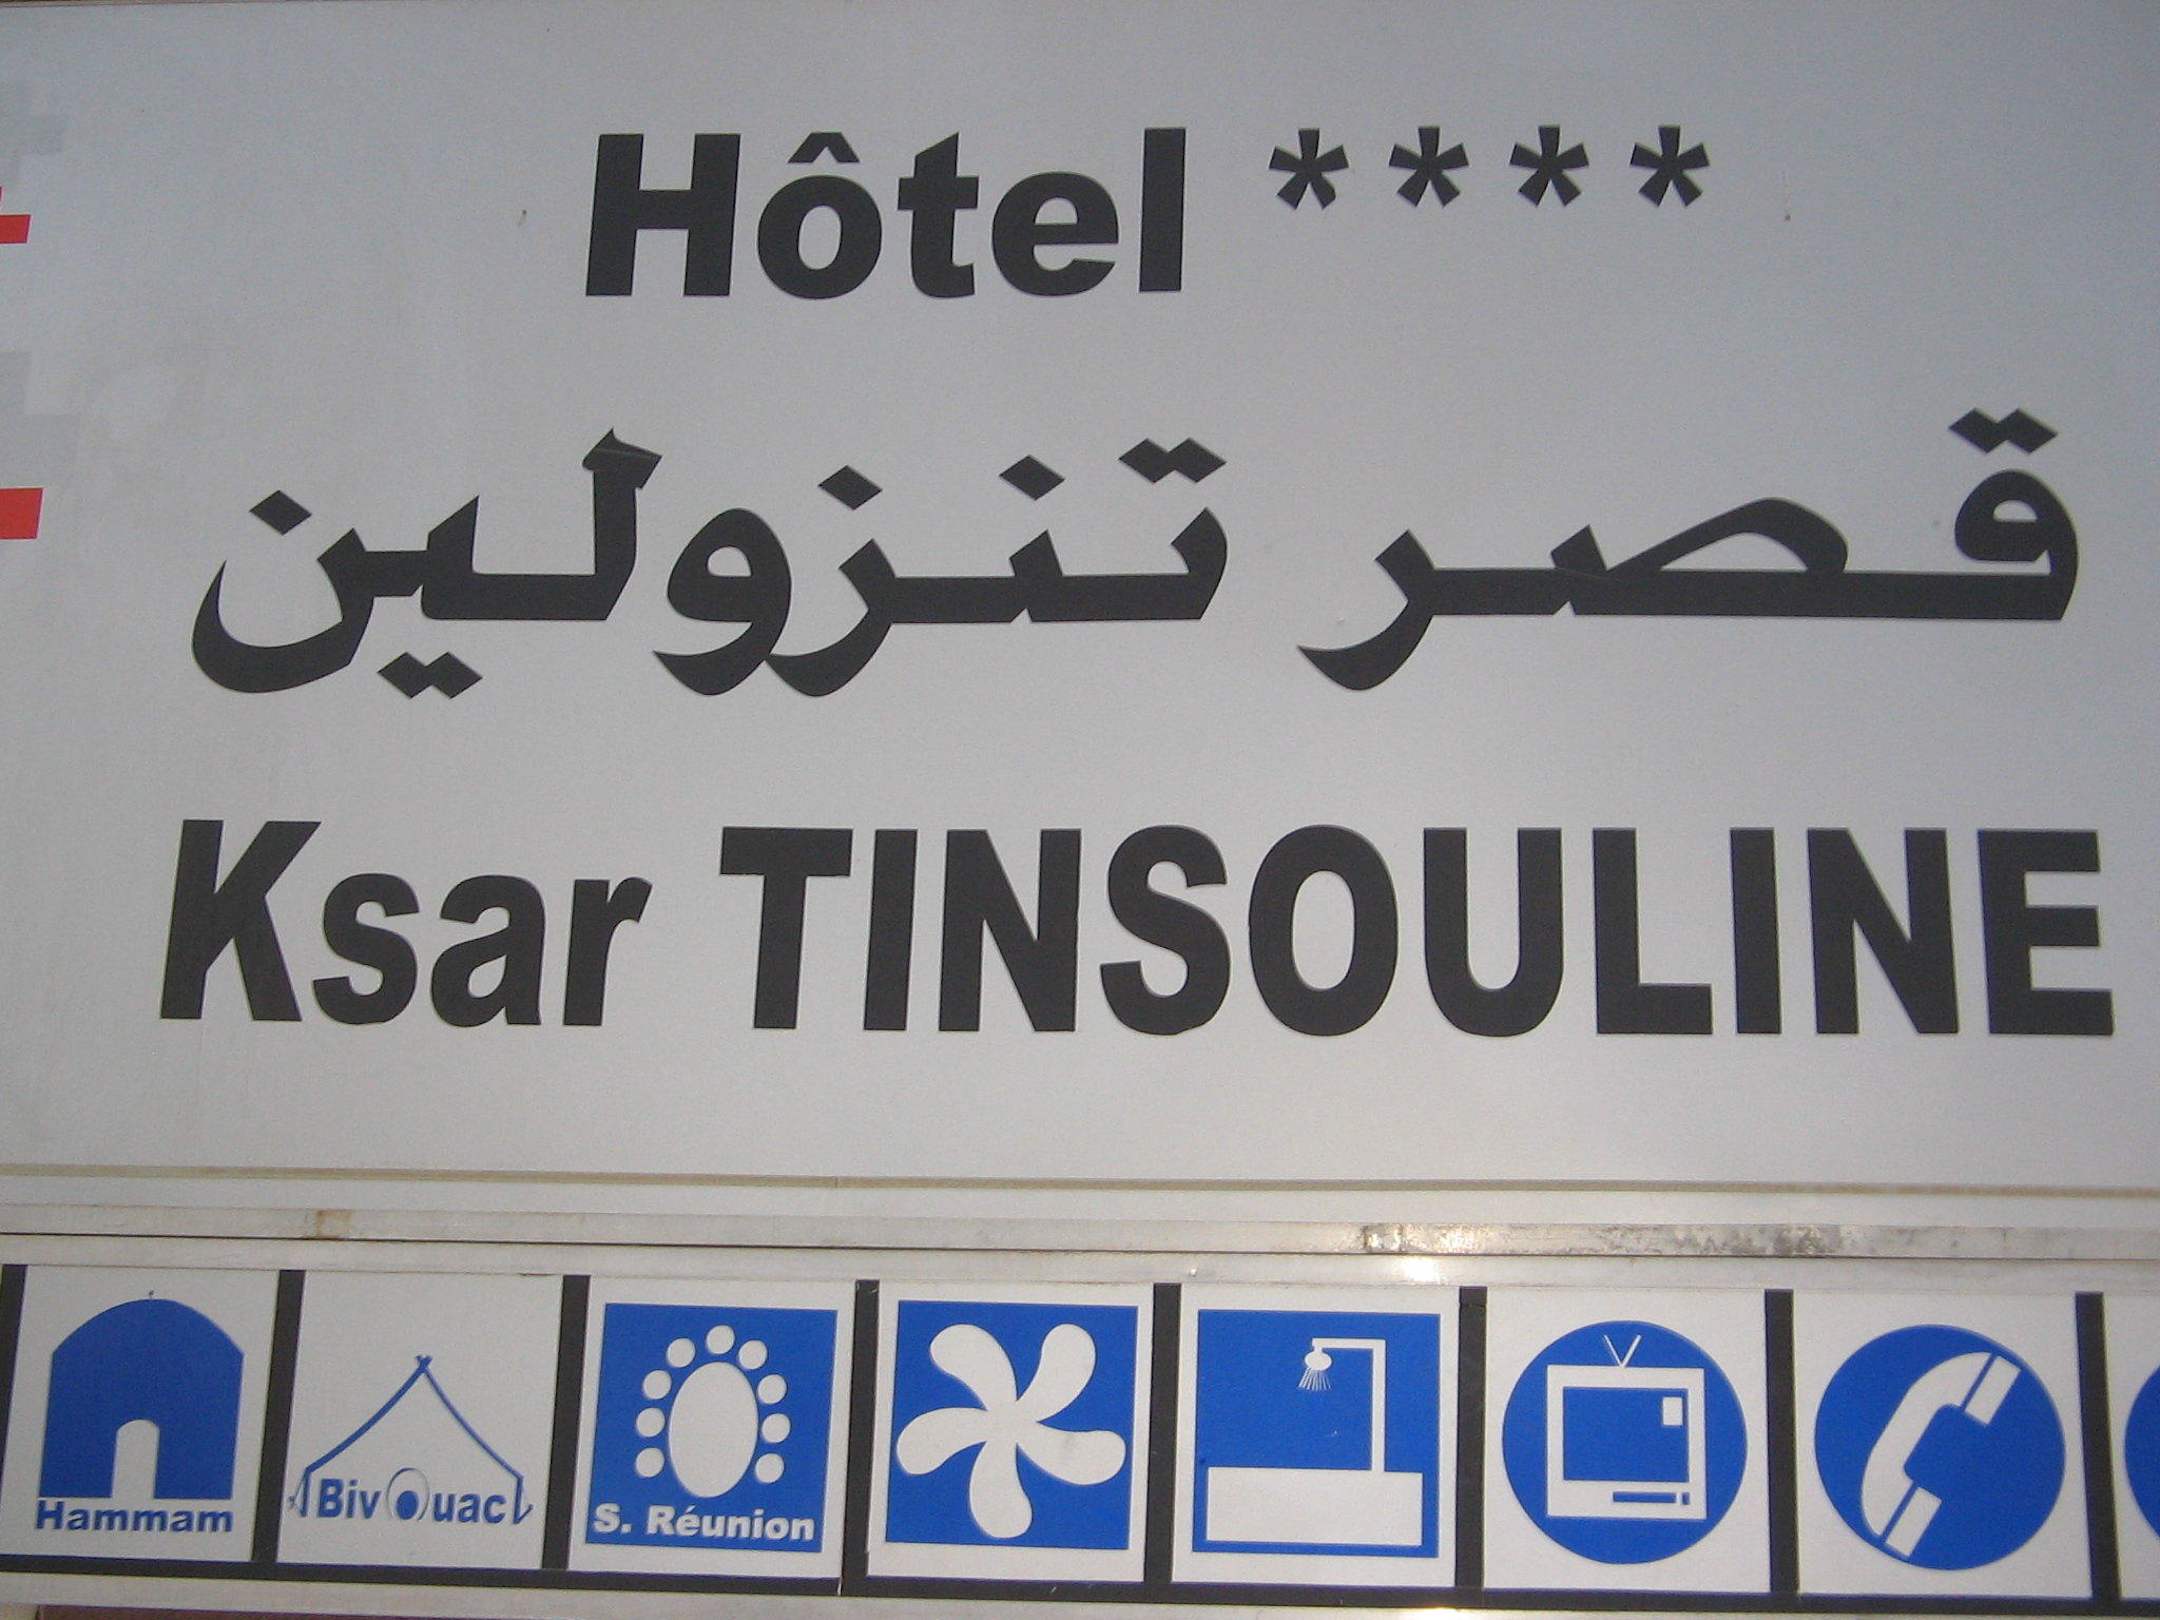 Hôtel ****
قصر تنزولين
Ksar TINSOULINE
Hammam
BivOuac
S. Réunion